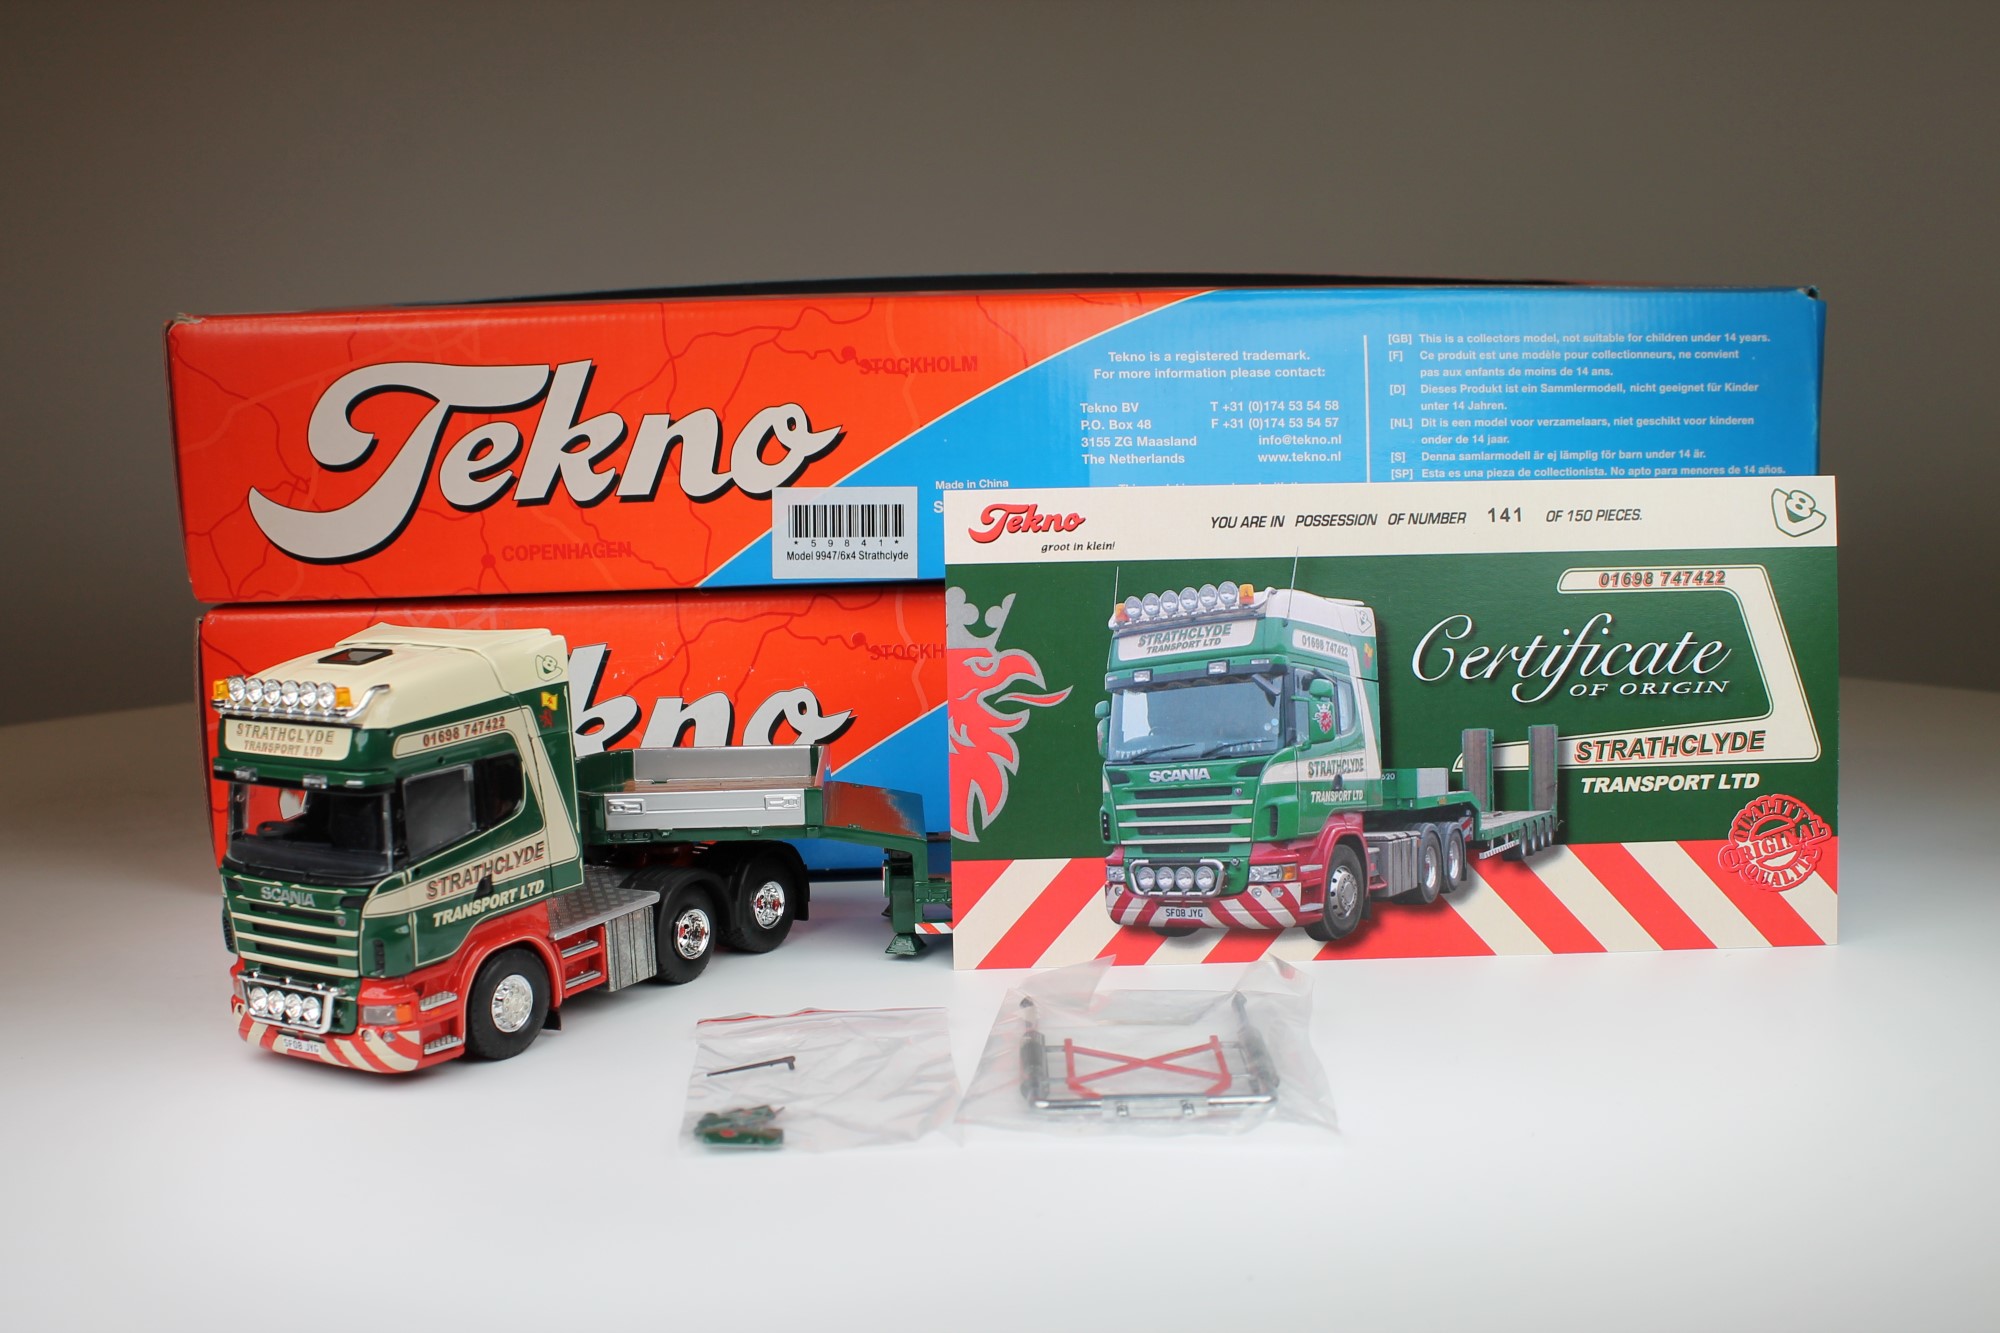 Tekno
STOCKHOLM
COPENHAGEN
Tekno is a registered trademark.
For more information please contact:
Tekno BV
P.O. Box 48
3155 ZG Maasland
The Netherlands
T +31 (0)174 53 54 58
F +31 (0)174 53 54 57
info@tekno.nl
www.tekno.nl
Made in China
[GB] This is a collectors model, not suitable for children under 14 years.
[F] Ce produit est une modèle pour collectionneurs, ne convient
pas aux enfants de moins de 14 ans.
[D] Dieses Produkt ist ein Sammlermodell, nicht geeignet für Kinder
unter 14 Jahren.
[NL] Dit is een model voor verzamelaars, niet geschikt voor kinderen
onder de 14 jaar.
[S] Denna samlarmodell är ej lämplig för barn under 14 år.
[SP] Esta es una pieza de collectionista. No apto para menores de 14 años.
*59841*
Model 9947/6x4 Strathclyde
STOCKH
kno
Tekno
groot in klein!
YOU ARE IN POSSESSION OF NUMBER 141 OF 150 PIECES.
V8
01698 747422
Certificate
OF ORIGIN
STRATHCLYDE
TRANSPORT LTD
QUALITY
ORIGINAL
QUALITY
STRATHCLYDE
TRANSPORT LTD
01698 747422
SCANIA
STRATHCLYDE
TRANSPORT LTD
620
SF08 JYG
V8
STRATHCLYDE
TRANSPORT LTD
01698 747422
SCANIA
STRATHCLYDE
TRANSPORT LTD
SF08 JYG